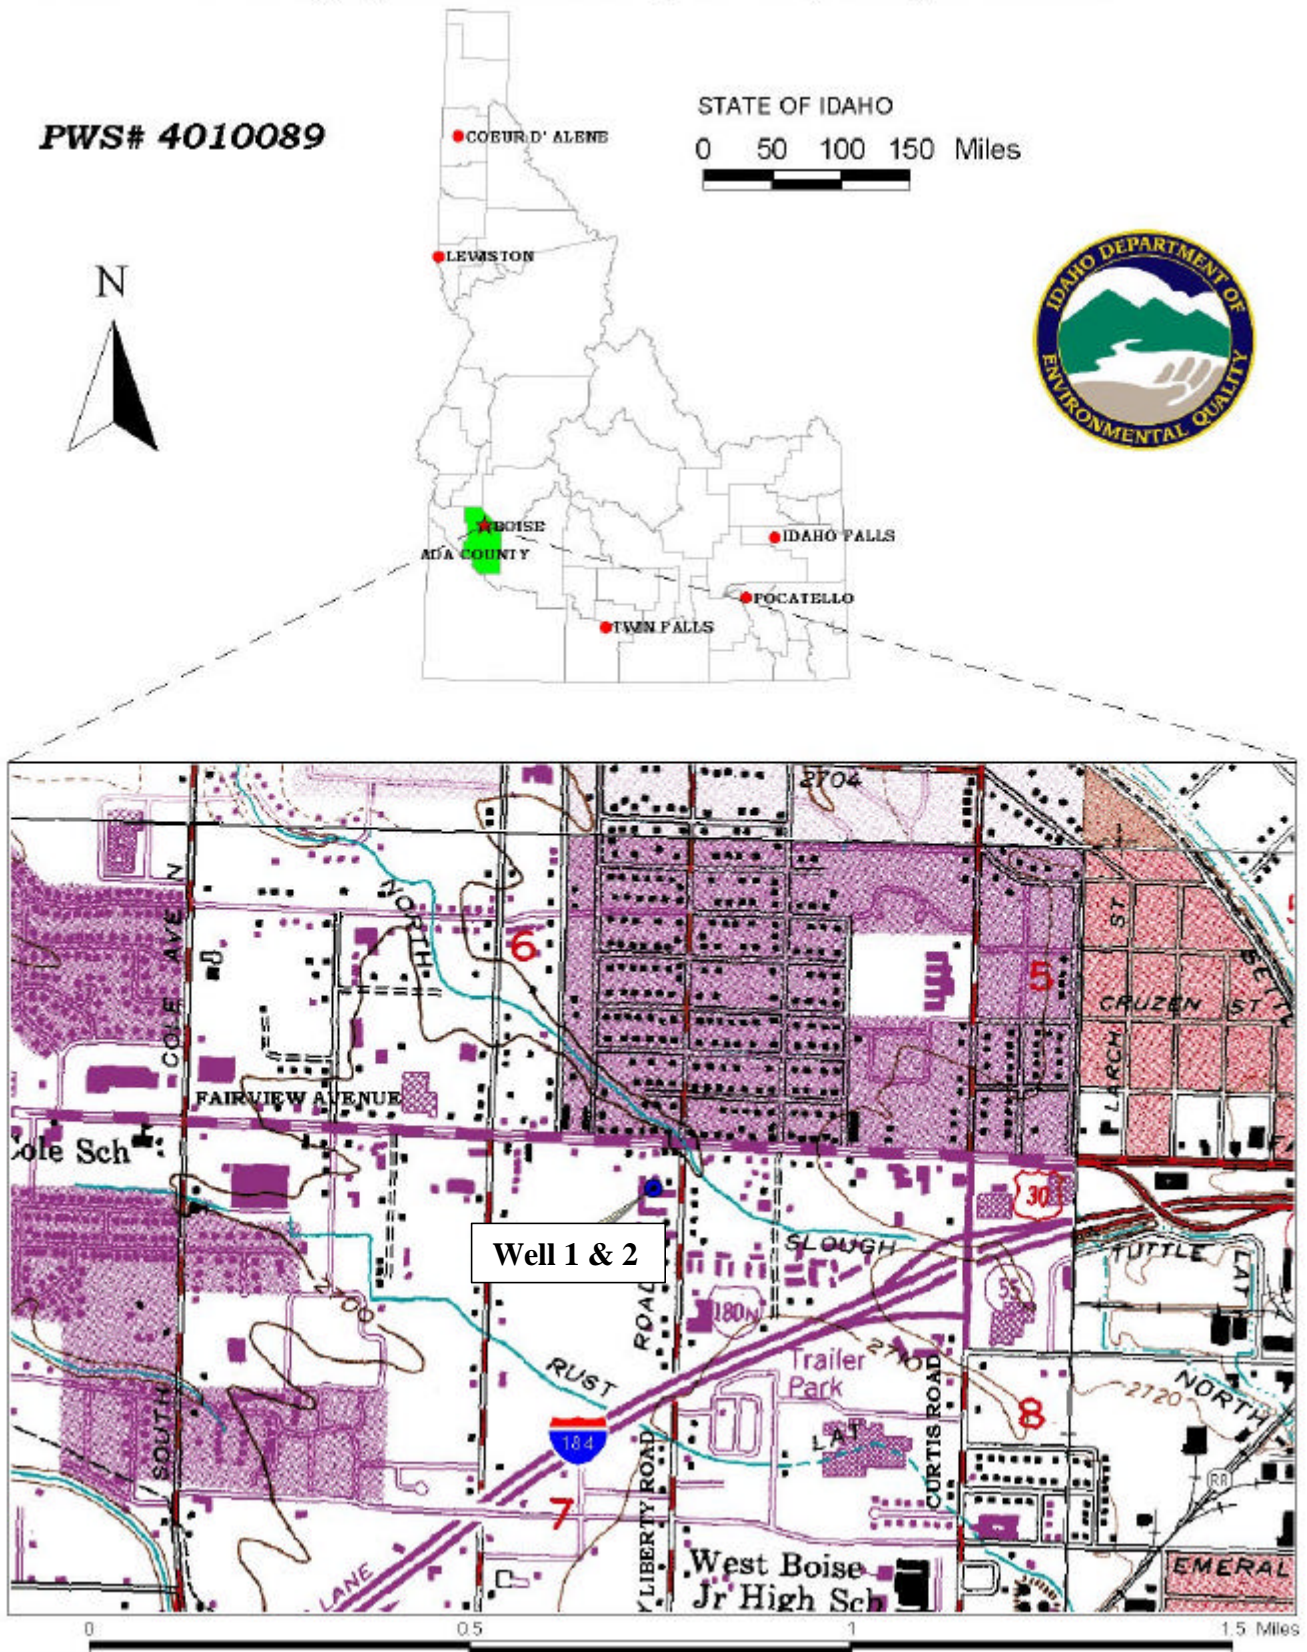 PWS# 4010089
STATE OF IDAHO
0 50 100 150 Miles
COEUR D' ALENE
LEWISTON
N
IDAHO DEPARTMENT OF
ENVIRONMENTAL QUALITY
BOISE
ADA COUNTY
IDAHO FALLS
POCATELLO
TWIN FALLS
2704
COLE AVE N
NORTH
6
5
ST
CRUZEN ST
LARCH
FAIRVIEW AVENUE
Cole Sch
30
Well 1 & 2
SLOUGH
TUTTLE LAT
55
2700
180N
ROAD
RUST
Trailer
Park
2710
2720
NORTH
8
LAT
184
SOUTH
CURTIS ROAD
RR
7
LIBERTY ROAD
LANE
West Boise
Jr High Sch
EMERAL
0 0.5 1 1.5 Miles